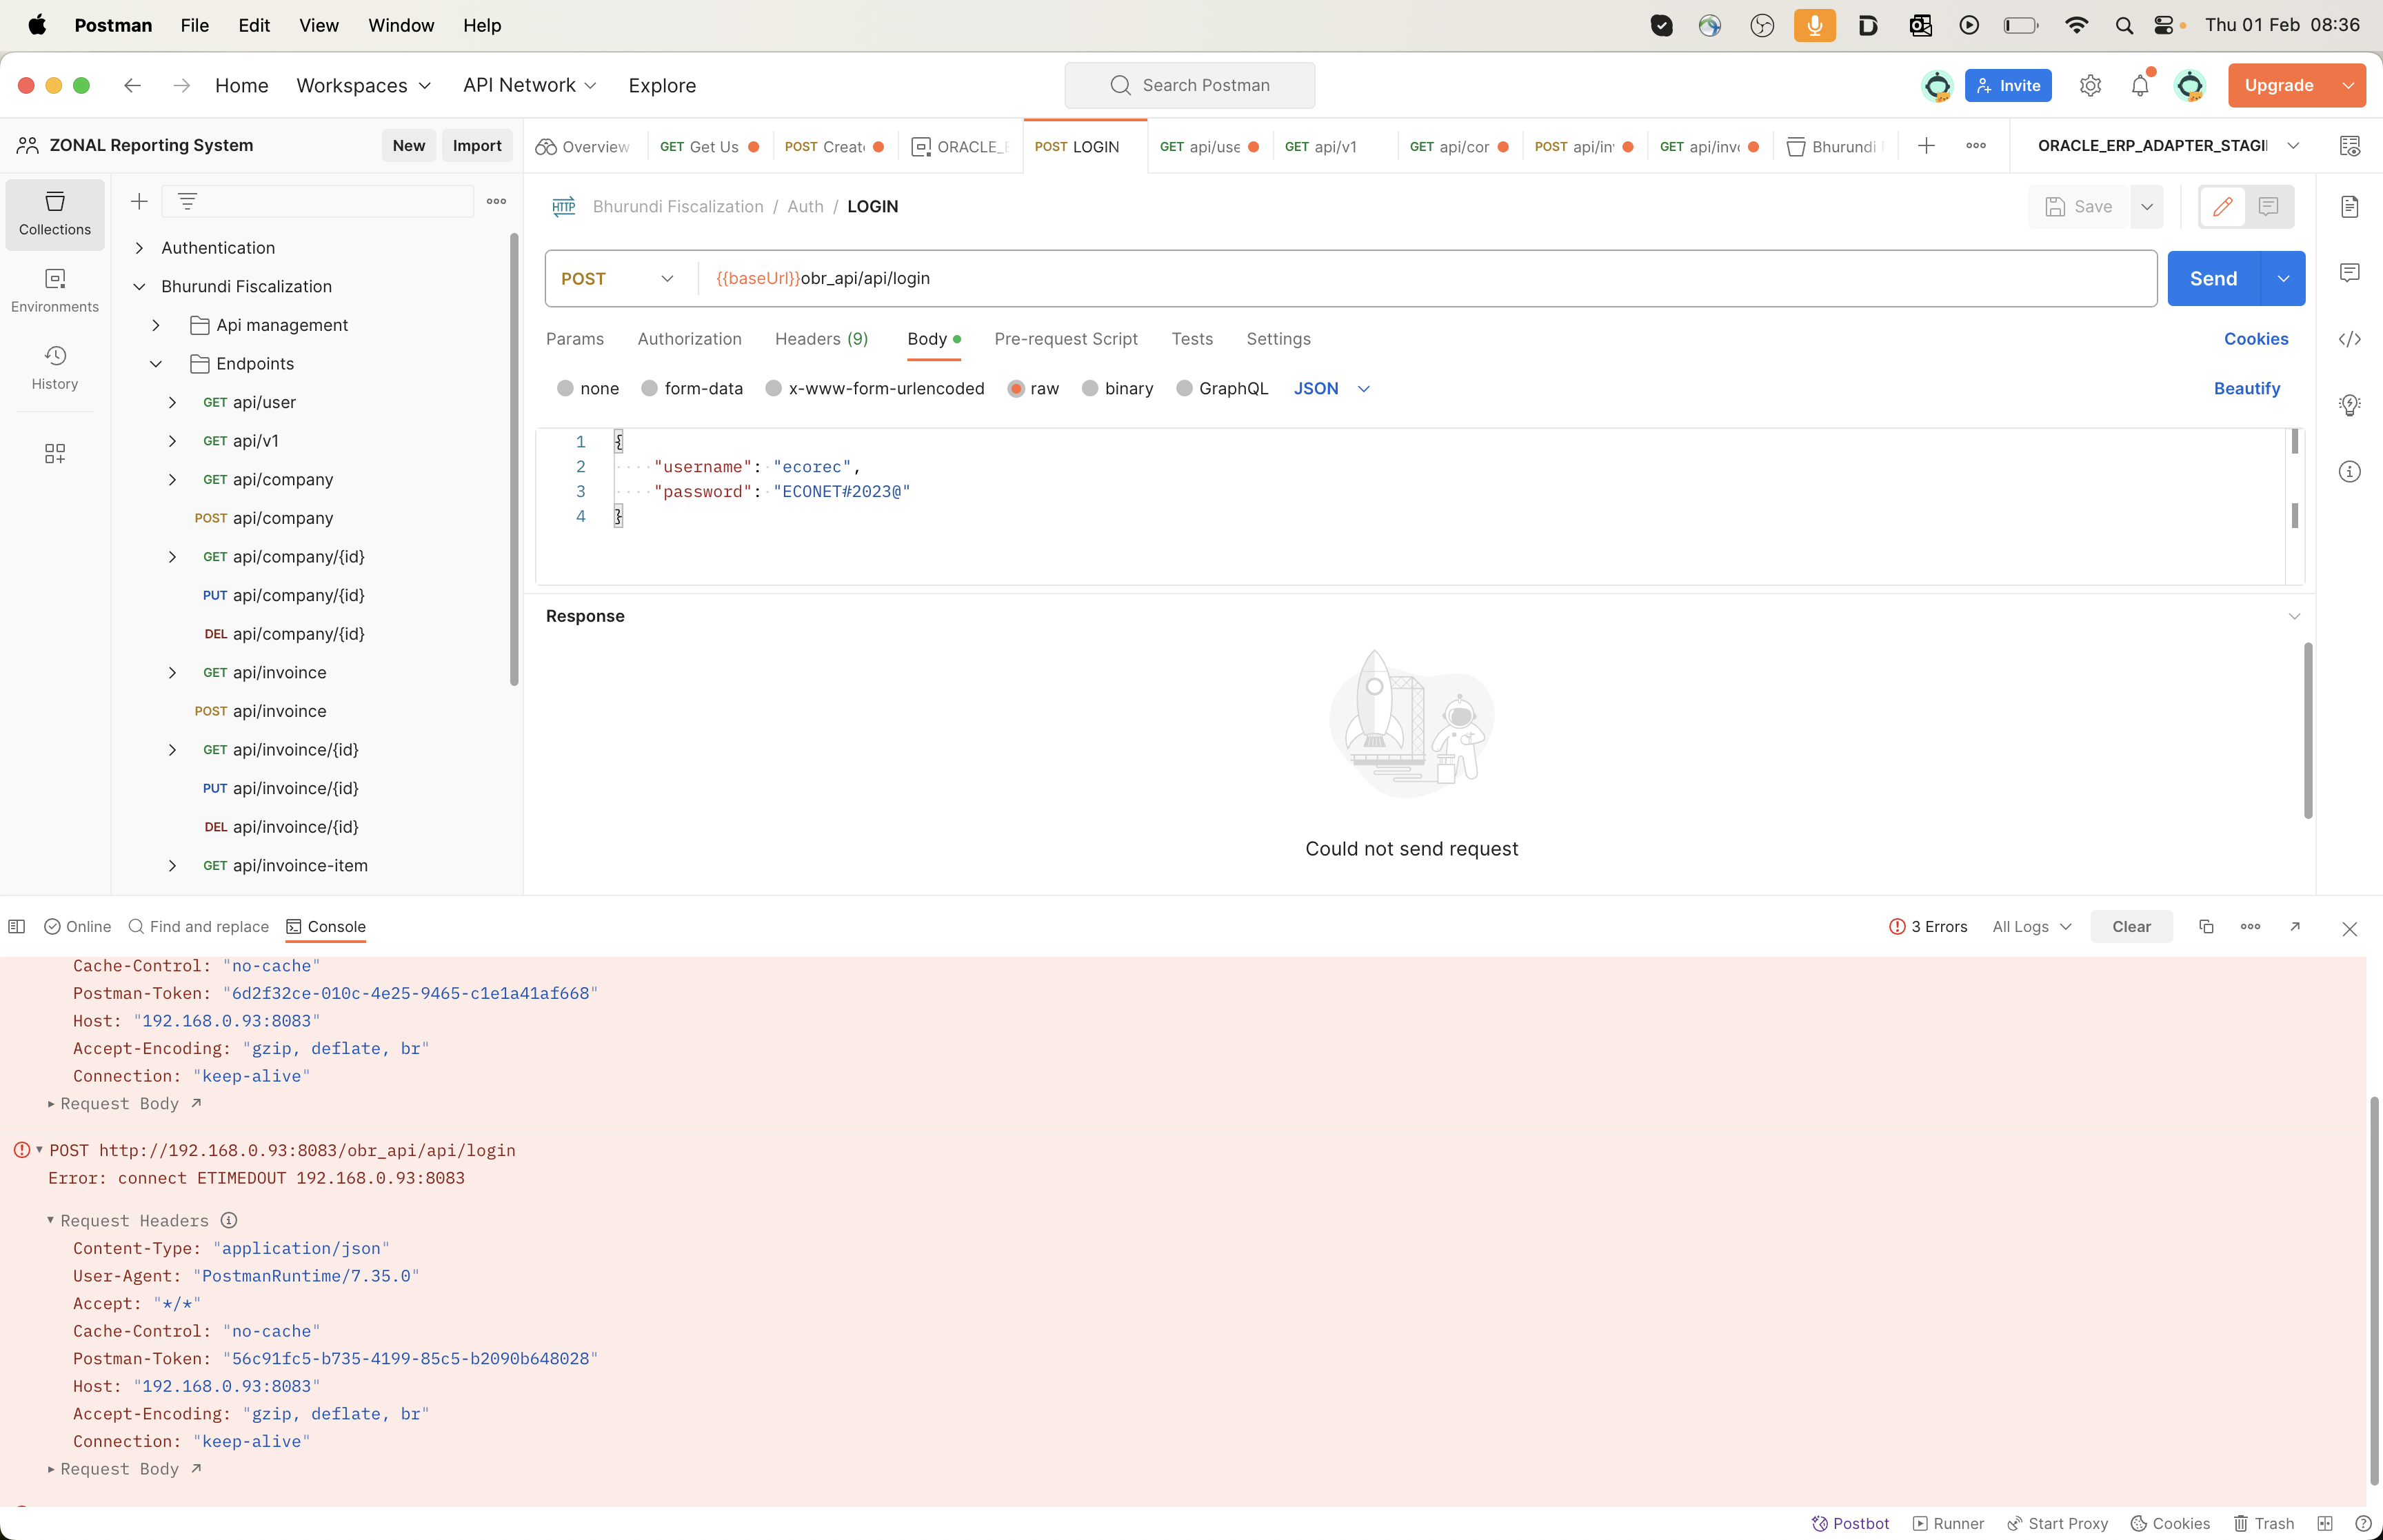 Postman File Edit View Window Help
Thu 01 Feb 08:36
Home Workspaces API Network Explore
Search Postman
Invite
Upgrade
ZONAL Reporting System
New Import
Overview
GET Get Us
POST Creat
ORACLE_E
POST LOGIN
GET api/use
GET api/v1
GET api/cor
POST api/in
GET api/invo
Bhurundi
ORACLE_ERP_ADAPTER_STAGI
Collections
Environments
History
Authentication
Bhurundi Fiscalization
Api management
Endpoints
GET api/user
GET api/v1
GET api/company
POST api/company
GET api/company/{id}
PUT api/company/{id}
DEL api/company/{id}
GET api/invoince
POST api/invoince
GET api/invoince/{id}
PUT api/invoince/{id}
DEL api/invoince/{id}
GET api/invoince-item
HTTP Bhurundi Fiscalization / Auth / LOGIN
Save
POST {{baseUrl}}obr_api/api/login
Send
Params Authorization Headers (9) Body Pre-request Script Tests Settings
Cookies
none form-data x-www-form-urlencoded raw binary GraphQL JSON
Beautify
1 {
2 "username": "ecorec",
3 "password": "ECONET#2023@"
4 }
Response
Could not send request
Online Find and replace Console
3 Errors All Logs Clear
Cache-Control: "no-cache"
Postman-Token: "6d2f32ce-010c-4e25-9465-c1e1a41af668"
Host: "192.168.0.93:8083"
Accept-Encoding: "gzip, deflate, br"
Connection: "keep-alive"
Request Body
POST http://192.168.0.93:8083/obr_api/api/login
Error: connect ETIMEDOUT 192.168.0.93:8083
Request Headers
Content-Type: "application/json"
User-Agent: "PostmanRuntime/7.35.0"
Accept: "*/*"
Cache-Control: "no-cache"
Postman-Token: "56c91fc5-b735-4199-85c5-b2090b648028"
Host: "192.168.0.93:8083"
Accept-Encoding: "gzip, deflate, br"
Connection: "keep-alive"
Request Body
Postbot Runner Start Proxy Cookies Trash